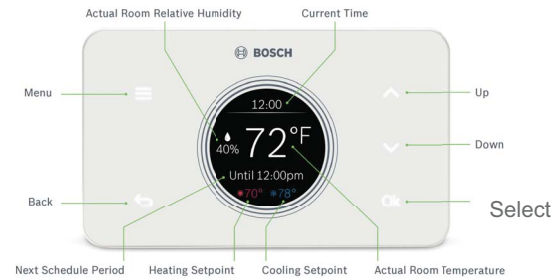 Actual Room Relative Humidity Current Time
BOSCH
Menu
12:00
Up
40% 72°F
Down
Until 12:00pm
70° 78°
Back
Ok
Select
Next Schedule Period Heating Setpoint Cooling Setpoint Actual Room Temperature